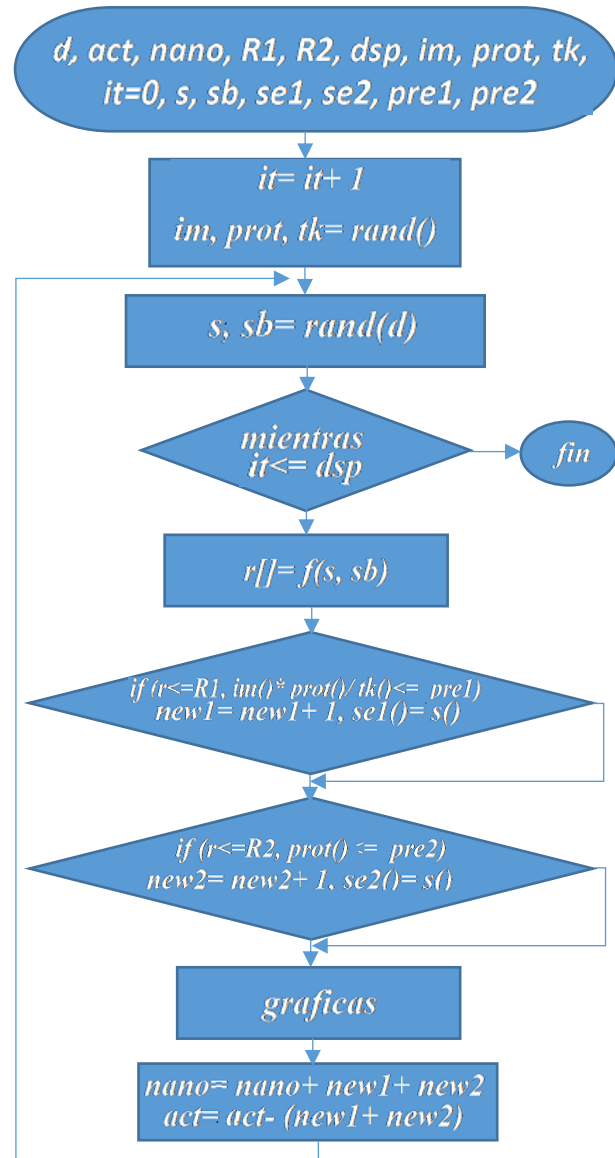 d, act, nano, R1, R2, dsp, im, prot, tk,
it=0, s, sb, se1, se2, pre1, pre2
it= it+ 1
im, prot, tk= rand()
s, sb= rand(d)
mientras
it<= dsp
fin
r[]= f(s, sb)
if (r<=R1, im()* prot()/ tk()<= pre1)
new1= new1+ 1, se1()= s()
if (r<=R2, prot() <= pre2)
new2= new2+ 1, se2()= s()
graficas
nano= nano+ new1+ new2
act= act- (new1+ new2)